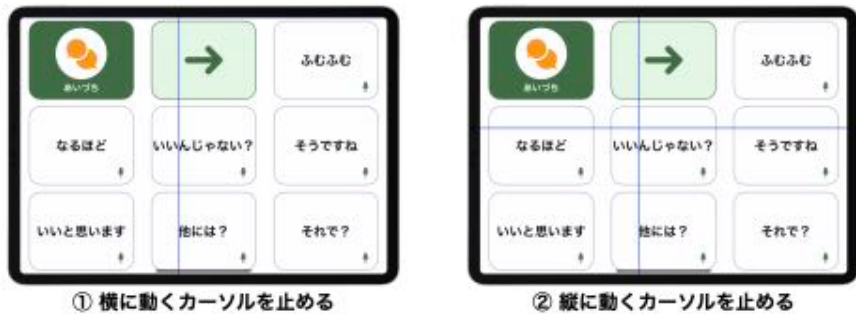 ふむふむ
あいづち
なるほど
いいんじゃない？
そうですね
いいと思います
他には？
それで？
① 横に動くカーソルを止める
ふむふむ
あいづち
なるほど
いいんじゃない？
そうですね
いいと思います
他には？
それで？
② 縦に動くカーソルを止める